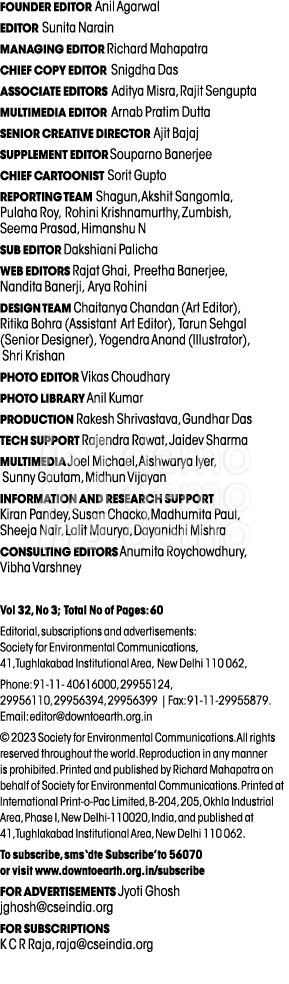 FOUNDER EDITOR Anil Agarwal
EDITOR Sunita Narain
MANAGING EDITOR Richard Mahapatra
CHIEF COPY EDITOR Snigdha Das
ASSOCIATE EDITORS Aditya Misra, Rajit Sengupta
MULTIMEDIA EDITOR Arnab Pratim Dutta
SENIOR CREATIVE DIRECTOR Ajit Bajaj
SUPPLEMENT EDITOR Souparno Banerjee
CHIEF CARTOONIST Sorit Gupto
REPORTING TEAM Shagun, Akshit Sangomla,
Pulaha Roy, Rohini Krishnamurthy, Zumbish,
Seema Prasad, Himanshu N
SUB EDITOR Dakshiani Palicha
WEB EDITORS Rajat Ghai, Preetha Banerjee,
Nandita Banerji, Arya Rohini
DESIGN TEAM Chaitanya Chandan (Art Editor),
Ritika Bohra (Assistant Art Editor), Tarun Sehgal
(Senior Designer), Yogendra Anand (Illustrator),
Shri Krishan
PHOTO EDITOR Vikas Choudhary
PHOTO LIBRARY Anil Kumar
PRODUCTION Rakesh Shrivastava, Gundhar Das
TECH SUPPORT Rajendra Rawat, Jaidev Sharma
MULTIMEDIA Joel Michael, Aishwarya Iyer,
Sunny Gautam, Midhun Vijayan
INFORMATION AND RESEARCH SUPPORT
Kiran Pandey, Susan Chacko, Madhumita Paul,
Sheeja Nair, Lalit Maurya, Dayanidhi Mishra
CONSULTING EDITORS Anumita Roychowdhury,
Vibha Varshney
Vol 32, No 3; Total No of Pages: 60
Editorial, subscriptions and advertisements:
Society for Environmental Communications,
41, Tughlakabad Institutional Area, New Delhi 110 062,
Phone: 91-11- 40616000, 29955124,
29956110, 29956394, 29956399 | Fax: 91-11-29955879.
Email: editor@downtoearth.org.in
© 2023 Society for Environmental Communications. All rights
reserved throughout the world. Reproduction in any manner
is prohibited. Printed and published by Richard Mahapatra on
behalf of Society for Environmental Communications. Printed at
International Print-o-Pac Limited, B-204, 205, Okhla Industrial
Area, Phase I, New Delhi-110020, India, and published at
41, Tughlakabad Institutional Area, New Delhi 110 062.
To subscribe, sms 'dte Subscribe' to 56070
or visit www.downtoearth.org.in/subscribe
FOR ADVERTISEMENTS Jyoti Ghosh
jghosh@cseindia.org
FOR SUBSCRIPTIONS
K C R Raja, raja@cseindia.org